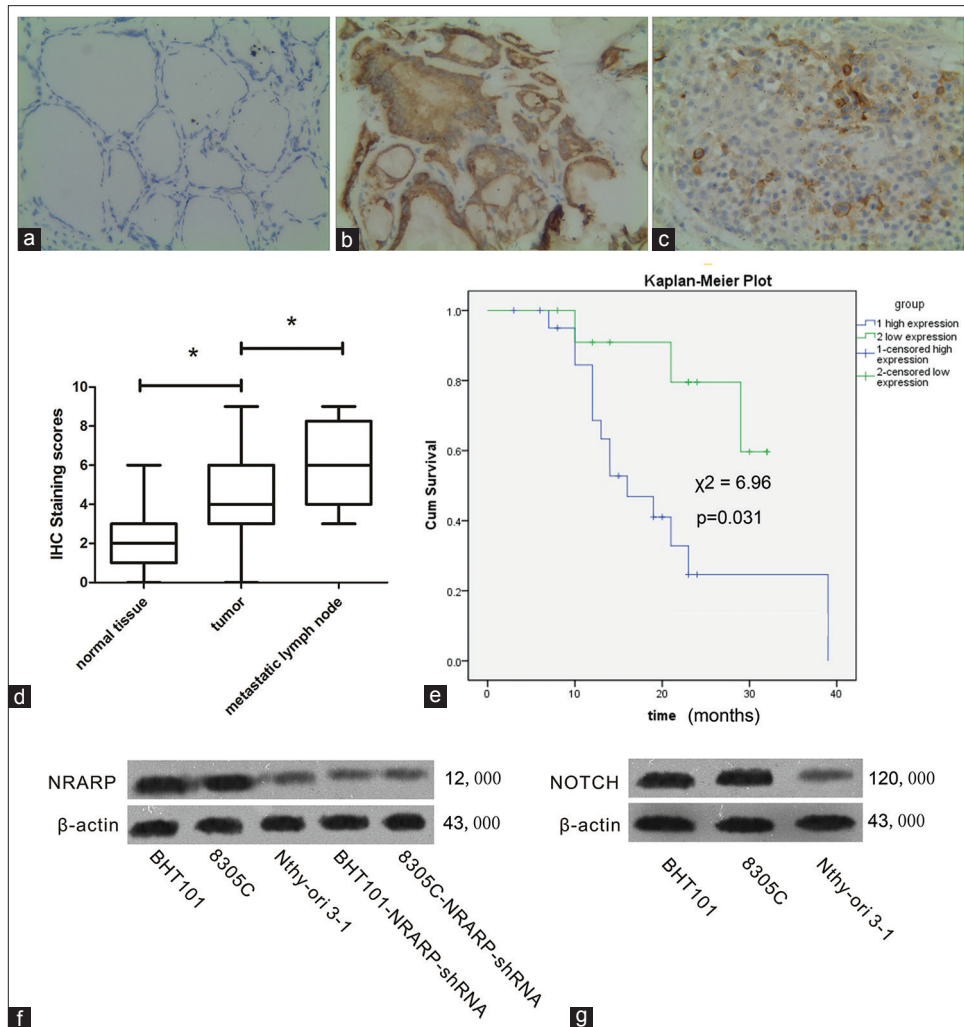 a
b
c
*
*
IHC Staining scores
10
8
6
4
2
0
normal tissue
tumor
metastatic lymph node
d
Kaplan-Meier Plot
group
1 high expression
2 low expression
1-censored high
expression
2-censored low
expression
Cum Survival
1.0
0.8
0.6
0.4
0.2
0.0
χ2 = 6.96
p=0.031
0
10
20
30
40
time (months)
e
NRARP
12, 000
β-actin
43, 000
BHT101
8305C
Nthy-ori 3-1
BHT101-NRARP-shRNA
8305C-NRARP-shRNA
f
NOTCH
120, 000
β-actin
43, 000
BHT101
8305C
Nthy-ori 3-1
g